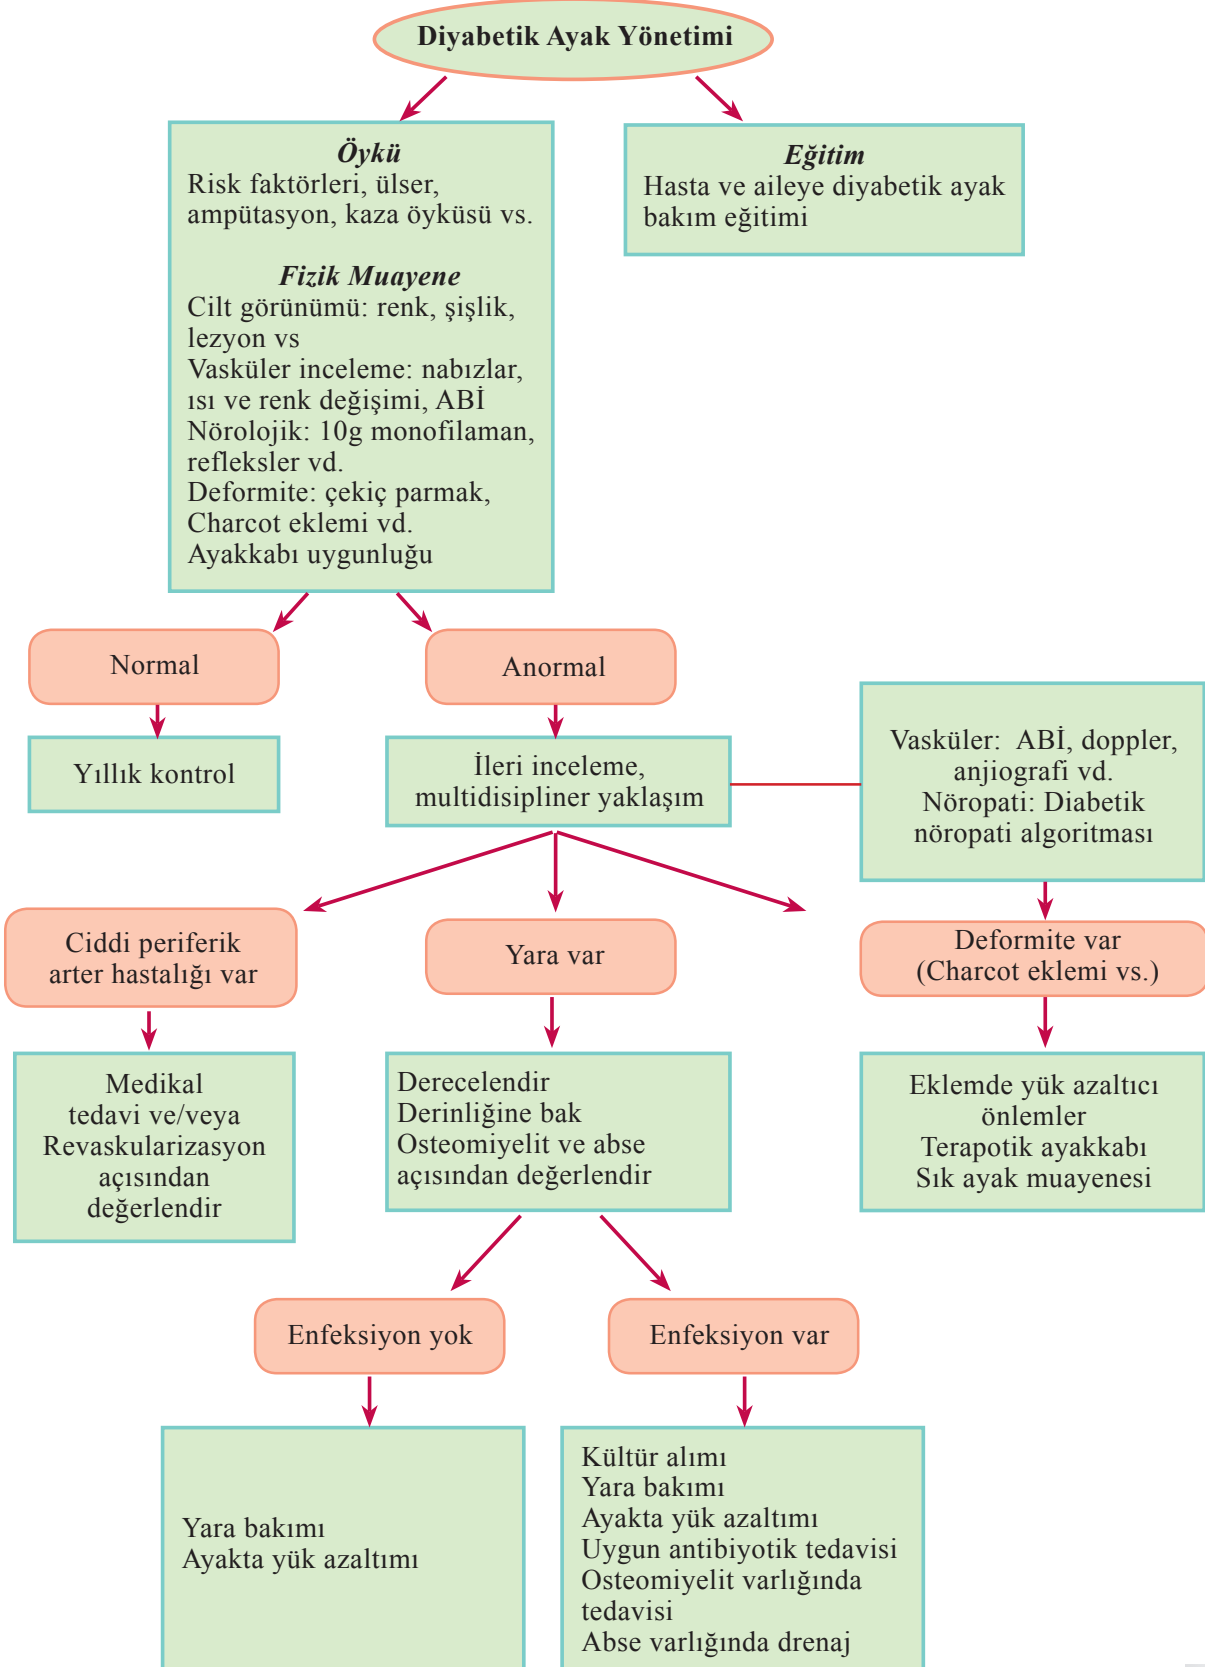 Diyabetik Ayak Yönetimi
Öykü
Risk faktörleri, ülser,
ampütasyon, kaza öyküsü vs.
Fizik Muayene
Cilt görünümü: renk, şişlik,
lezyon vs
Vasküler inceleme: nabızlar,
ısı ve renk değişimi, ABİ
Nörolojik: 10g monofilaman,
refleksler vd.
Deformite: çekiç parmak,
Charcot eklemi vd.
Ayakkabı uygunluğu
Eğitim
Hasta ve aileye diyabetik ayak
bakım eğitimi
Normal
Anormal
Yıllık kontrol
İleri inceleme,
multidisipliner yaklaşım
Vasküler: ABİ, doppler,
anjiografi vd.
Nöropati: Diabetik
nöropati algoritması
Ciddi periferik
arter hastalığı var
Yara var
Deformite var
(Charcot eklemi vs.)
Medikal
tedavi ve/veya
Revaskularizasyon
açısından
değerlendir
Derecelendir
Derinliğine bak
Osteomiyelit ve abse
açısından değerlendir
Eklemde yük azaltıcı
önlemler
Terapotik ayakkabı
Sık ayak muayenesi
Enfeksiyon yok
Enfeksiyon var
Yara bakımı
Ayakta yük azaltımı
Kültür alımı
Yara bakımı
Ayakta yük azaltımı
Uygun antibiyotik tedavisi
Osteomiyelit varlığında
tedavisi
Abse varlığında drenaj